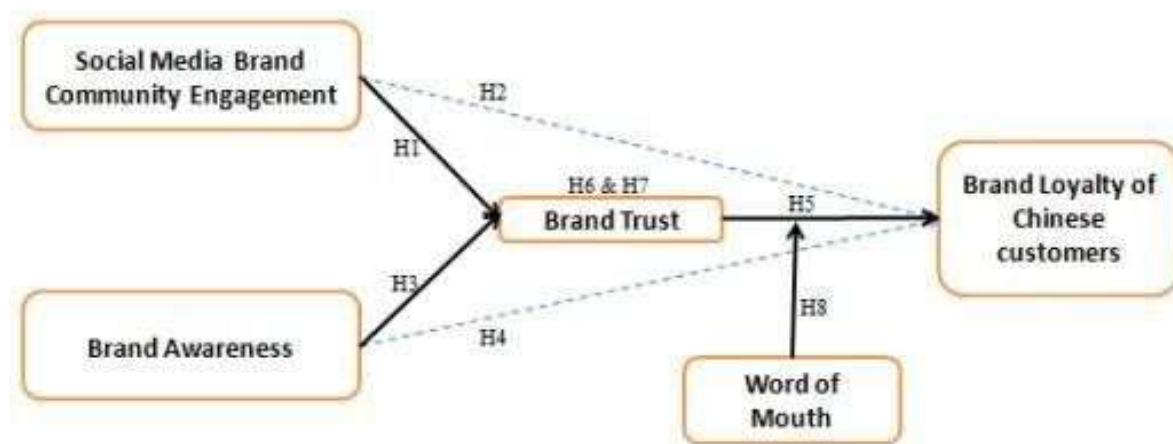 Social Media Brand
Community Engagement
H2
H1
H6 & H7
Brand Trust
H5
Brand Loyalty of
Chinese
customers
H3
H4
H8
Brand Awareness
Word of
Mouth